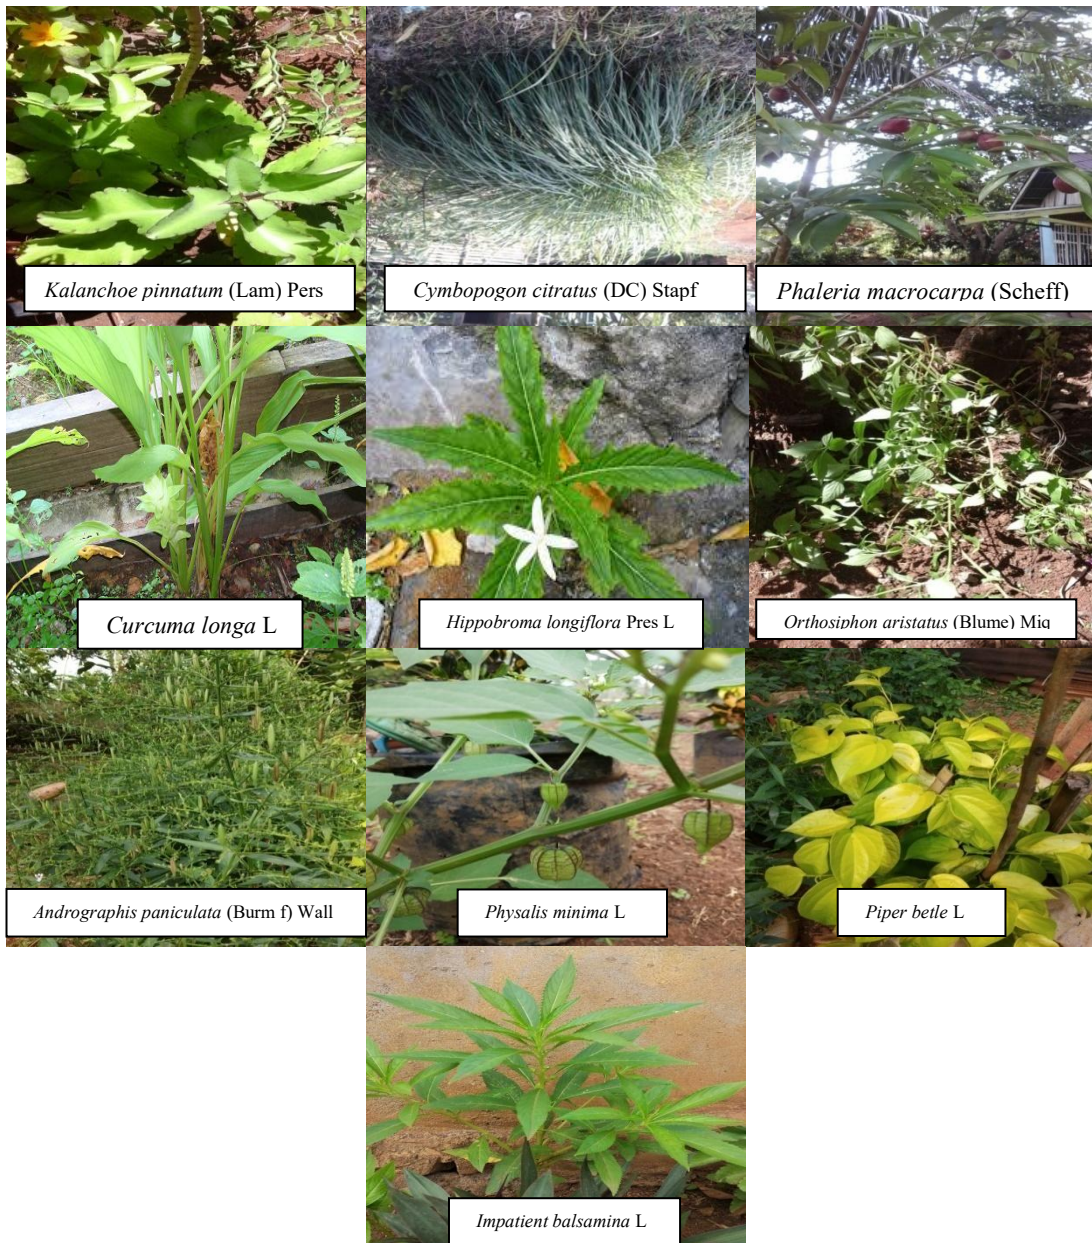 Kalanchoe pinnatum (Lam) Pers
Cymbopogon citratus (DC) Stapf
Phaleria macrocarpa (Scheff)
Curcuma longa L
Hippobroma longiflora Pres L
Orthosiphon aristatus (Blume) Miq
Andrographis paniculata (Burm f) Wall
Physalis minima L
Piper betle L
Impatient balsamina L